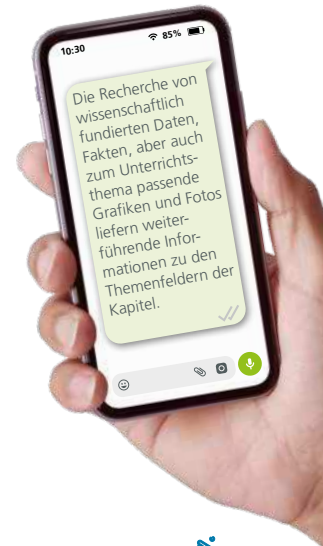 10:30
85%
Die Recherche von
wissenschaftlich
fundierten Daten,
Fakten, aber auch
zum Unterrichts-
thema passende
Grafiken und Fotos
liefern weiter-
führende Infor-
mationen zu den
Themenfeldern der
Kapitel.